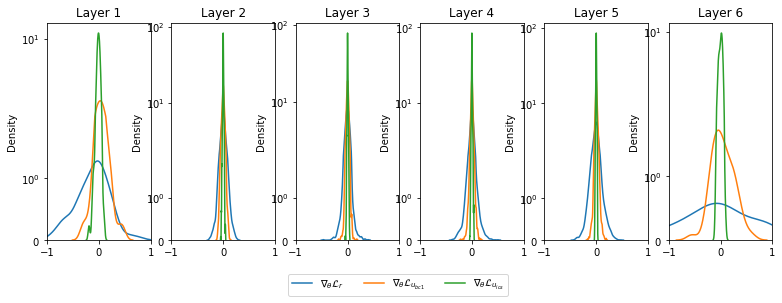 Layer 1 Layer 2 Layer 3 Layer 4 Layer 5 Layer 6
10¹ 10² 10² 10² 10² 10¹
10¹ 10¹ 10¹ 10¹
Density Density Density Density Density Density
10⁰ 10⁰ 10⁰ 10⁰ 10⁰ 10⁰
0 0 0 0 0 0
−1 0 1 −1 0 1 −1 0 1 −1 0 1 −1 0 1 −1 0 1
∇θℒr ∇θℒu_bc1 ∇θℒu_ics